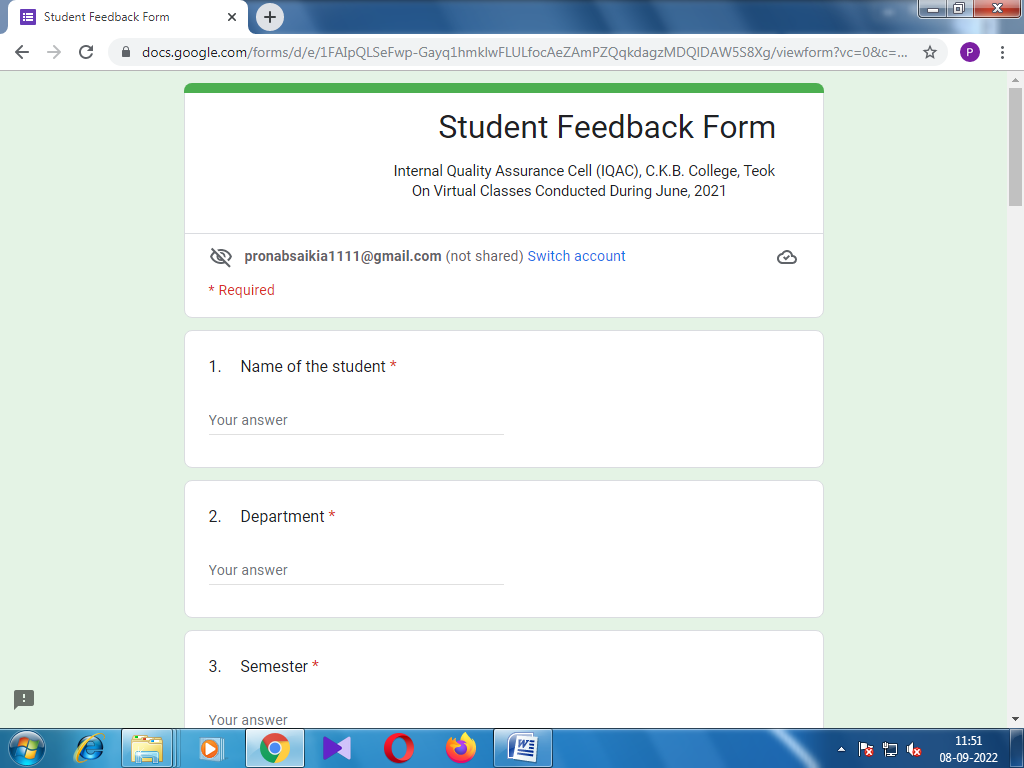 Student Feedback Form
docs.google.com/forms/d/e/1FAIpQLSeFwp-Gayq1hmklwFLULfocAeZAmPZQqkdagzMDQIDAW5S8Xg/viewform?vc=0&c=...
P
Student Feedback Form
Internal Quality Assurance Cell (IQAC), C.K.B. College, Teok
On Virtual Classes Conducted During June, 2021
pronabsaikia1111@gmail.com (not shared) Switch account
* Required
1. Name of the student *
Your answer
2. Department *
Your answer
3. Semester *
Your answer
11:51
08-09-2022